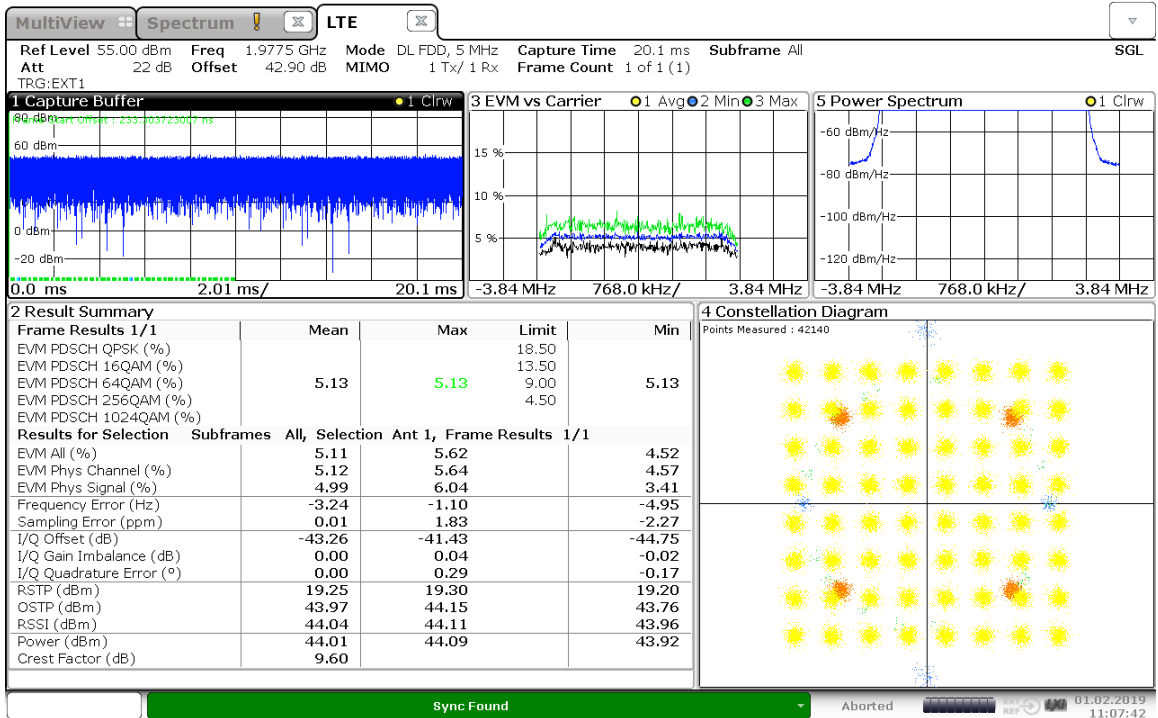 MultiView Spectrum ! x LTE x
Ref Level 55.00 dBm Freq 1.9775 GHz Mode DL FDD, 5 MHz Capture Time 20.1 ms Subframe All SGL
Att 22 dB Offset 42.90 dB MIMO 1 Tx/ 1 Rx Frame Count 1 of 1 (1)
TRG:EXT1
1 Capture Buffer 1 Clrw
80 dBm
60 dBm
0 dBm
-20 dBm
0.0 ms 2.01 ms/ 20.1 ms
3 EVM vs Carrier 1 Avg 2 Min 3 Max
15 %
10 %
5 %
-3.84 MHz 768.0 kHz/ 3.84 MHz
5 Power Spectrum 1 Clrw
-60 dBm/Hz
-80 dBm/Hz
-100 dBm/Hz
-120 dBm/Hz
-3.84 MHz 768.0 kHz/ 3.84 MHz
2 Result Summary
Frame Results 1/1 Mean Max Limit Min
EVM PDSCH QPSK (%) 18.50
EVM PDSCH 16QAM (%) 13.50
EVM PDSCH 64QAM (%) 5.13 5.13 9.00 5.13
EVM PDSCH 256QAM (%) 4.50
EVM PDSCH 1024QAM (%)
Results for Selection Subframes All, Selection Ant 1, Frame Results 1/1
EVM All (%) 5.11 5.62 4.52
EVM Phys Channel (%) 5.12 5.64 4.57
EVM Phys Signal (%) 4.99 6.04 3.41
Frequency Error (Hz) -3.24 -1.10 -4.95
Sampling Error (ppm) 0.01 1.83 -2.27
I/Q Offset (dB) -43.26 -41.43 -44.75
I/Q Gain Imbalance (dB) 0.00 0.04 -0.02
I/Q Quadrature Error (º) 0.00 0.29 -0.17
RSTP (dBm) 19.25 19.30 19.20
OSTP (dBm) 43.97 44.15 43.76
RSSI (dBm) 44.04 44.11 43.96
Power (dBm) 44.01 44.09 43.92
Crest Factor (dB) 9.60
4 Constellation Diagram
Points Measured : 42140
Sync Found
Aborted
01.02.2019
11:07:42